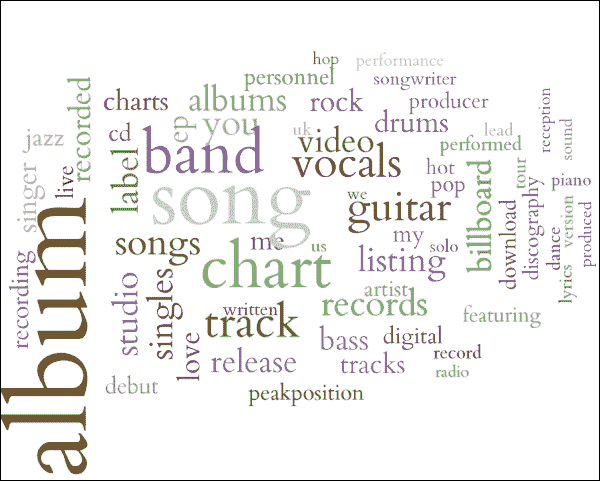 hop
performance
personnel
songwriter
charts
albums
rock
producer
recorded
cd
ep
you
uk
video
drums
lead
performed
reception
sound
jazz
singer
live
label
band
vocals
hot
pop
we
song
guitar
billboard
tour
piano
download
discography
dance
version
produced
lyrics
album
recording
songs
me
us
my
solo
chart
listing
studio
singles
artist
records
featuring
written
track
love
bass
digital
release
tracks
record
radio
debut
peakposition